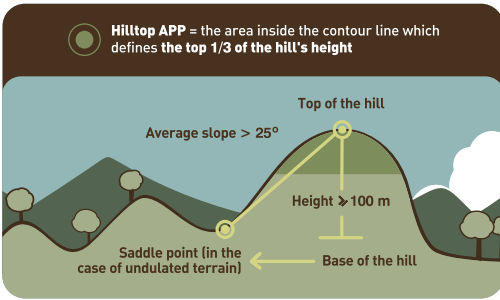 Hilltop APP = the area inside the contour line which
defines the top 1/3 of the hill's height
Top of the hill
Average slope > 25º
Height ⩾ 100 m
Saddle point (in the
case of undulated terrain)
Base of the hill